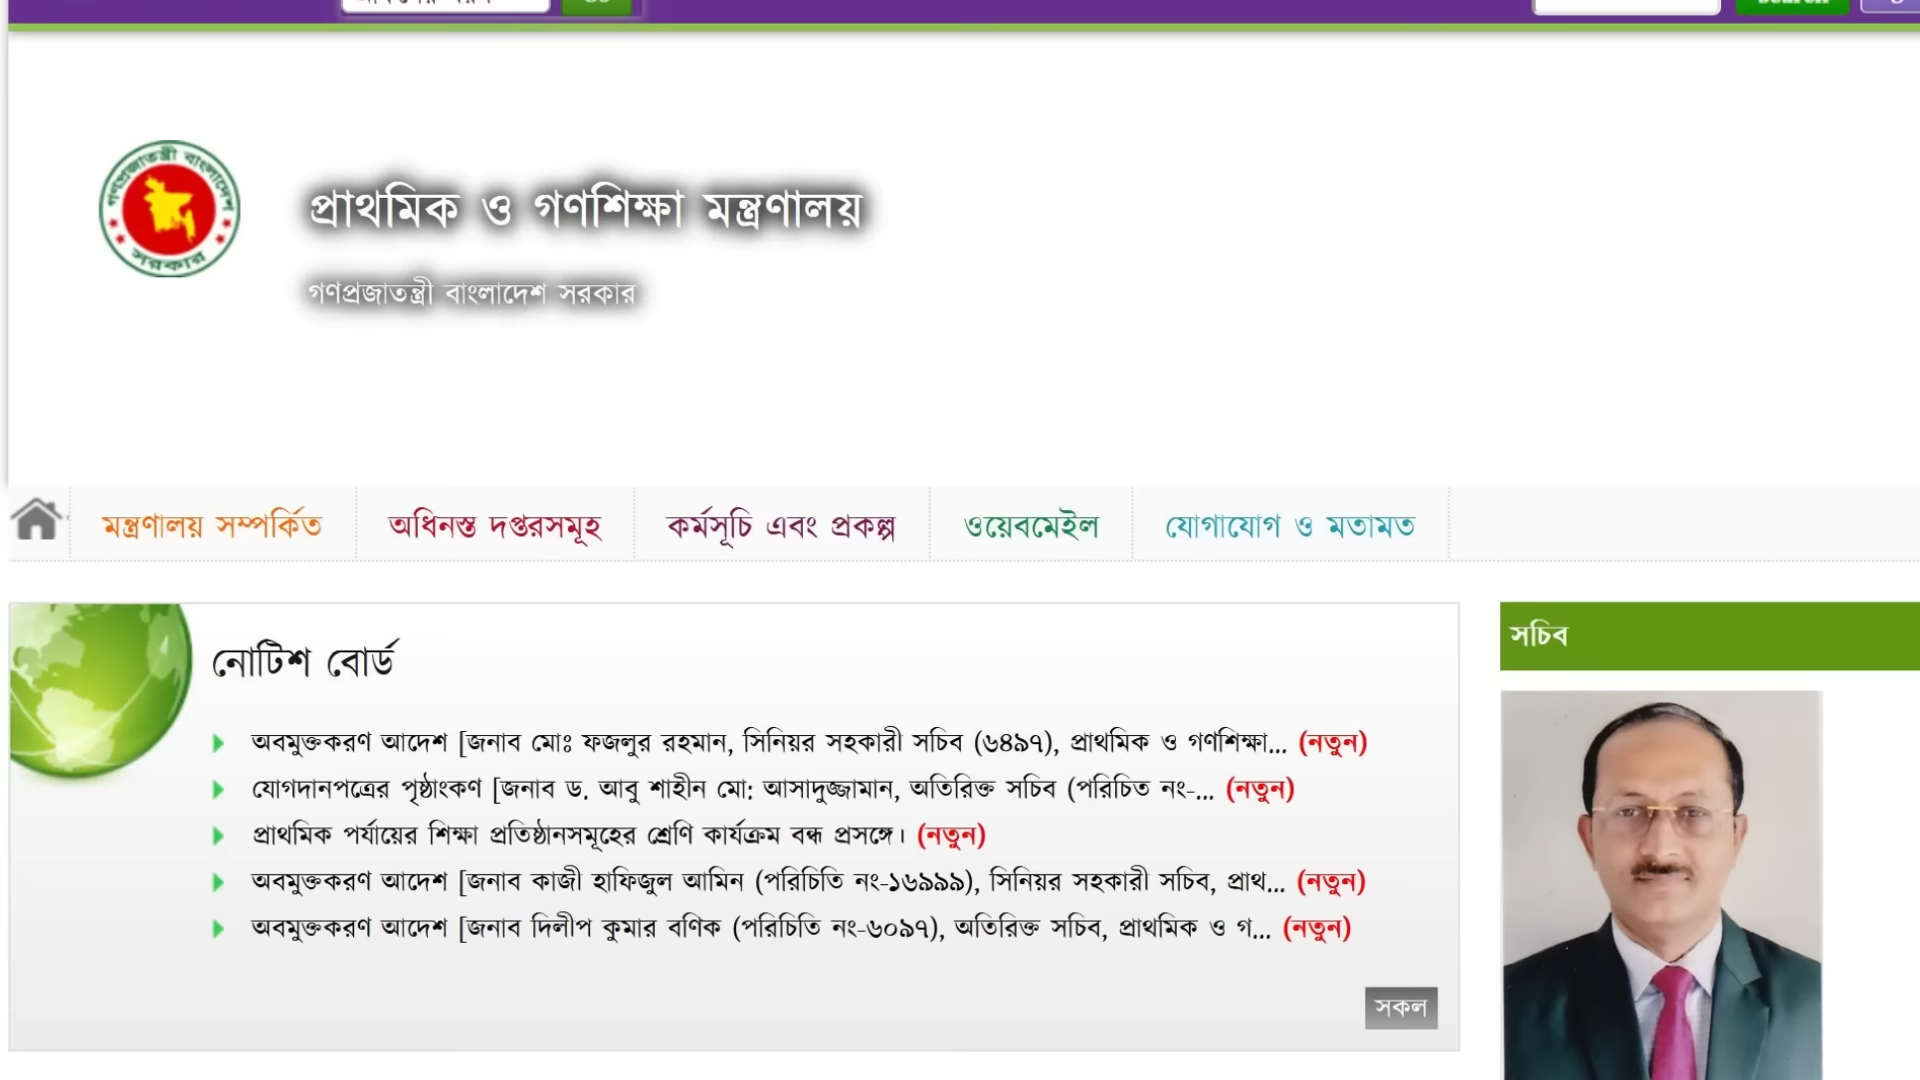 প্রাথমিক ও গণশিক্ষা মন্ত্রণালয়
গণপ্রজাতন্ত্রী বাংলাদেশ সরকার
গণপ্রজাতন্ত্রী বাংলাদেশ
সরকার
মন্ত্রণালয় সম্পর্কিত
অধিনস্ত দপ্তরসমূহ
কর্মসূচি এবং প্রকল্প
ওয়েবমেইল
যোগাযোগ ও মতামত
নোটিশ বোর্ড
অবমুক্তকরণ আদেশ [জনাব মোঃ ফজলুর রহমান, সিনিয়র সহকারী সচিব (৬৪৯৭), প্রাথমিক ও গণশিক্ষা... (নতুন)
যোগদানপত্রের পৃষ্ঠাংকণ [জনাব ড. আবু শাহীন মো: আসাদুজ্জামান, অতিরিক্ত সচিব (পরিচিত নং-... (নতুন)
প্রাথমিক পর্যায়ের শিক্ষা প্রতিষ্ঠানসমূহের শ্রেণি কার্যক্রম বন্ধ প্রসঙ্গে। (নতুন)
অবমুক্তকরণ আদেশ [জনাব কাজী হাফিজুল আমিন (পরিচিতি নং-১৬৯৯৯), সিনিয়র সহকারী সচিব, প্রাথ... (নতুন)
অবমুক্তকরণ আদেশ [জনাব দিলীপ কুমার বণিক (পরিচিতি নং-৬০৯৭), অতিরিক্ত সচিব, প্রাথমিক ও গ... (নতুন)
সকল
সচিব